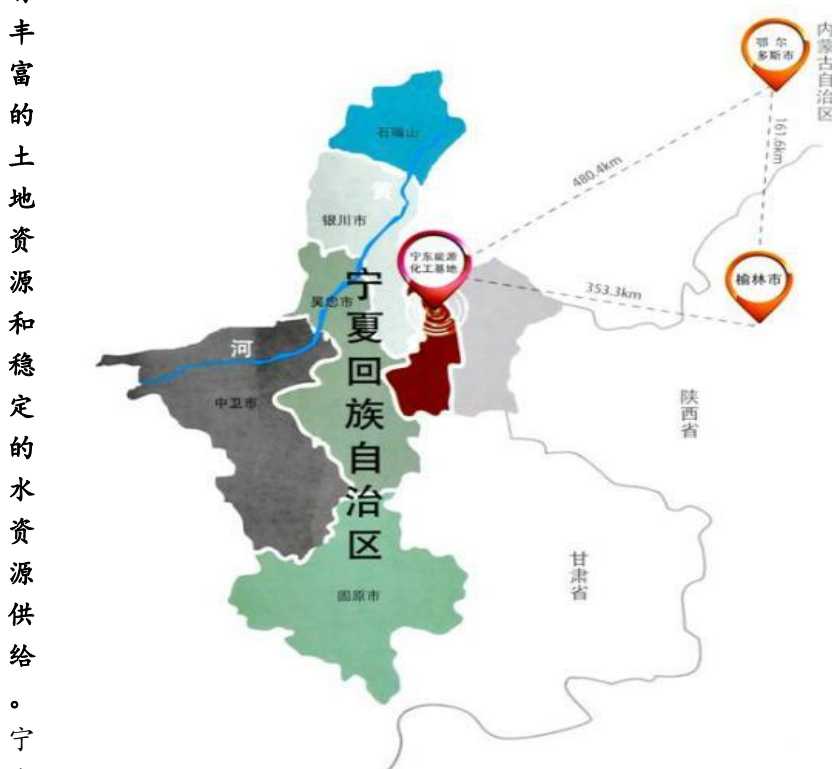 丰富的土地资源和稳定的水资源供给。宁
鄂尔
多斯市
内蒙古自治区
石嘴山
480.4km
161.6km
黄
银川市
宁东能源
化工基地
榆林市
353.3km
吴忠市
宁夏回族自治区
河
中卫市
陕西省
甘肃省
固原市